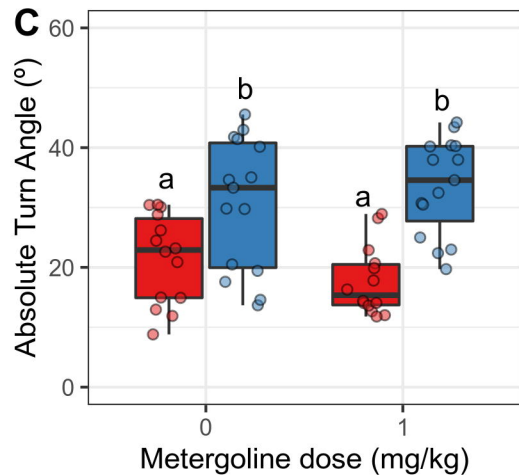 C
Absolute Turn Angle (º)
60
40
20
0
a
b
a
b
0
1
Metergoline dose (mg/kg)